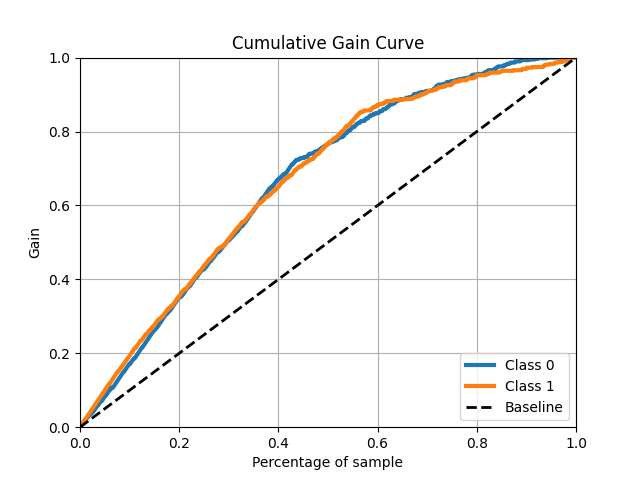 Cumulative Gain Curve
1.0
0.8
0.6
0.4
0.2
0.0
Gain
0.0 0.2 0.4 0.6 0.8 1.0
Percentage of sample
Class 0
Class 1
Baseline